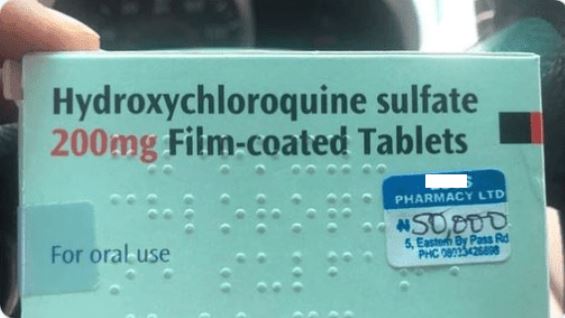 Hydroxychloroquine sulfate
200mg Film-coated Tablets
For oral use
PHARMACY LTD
₦50,000
5, Eastern By Pass Rd
PHC